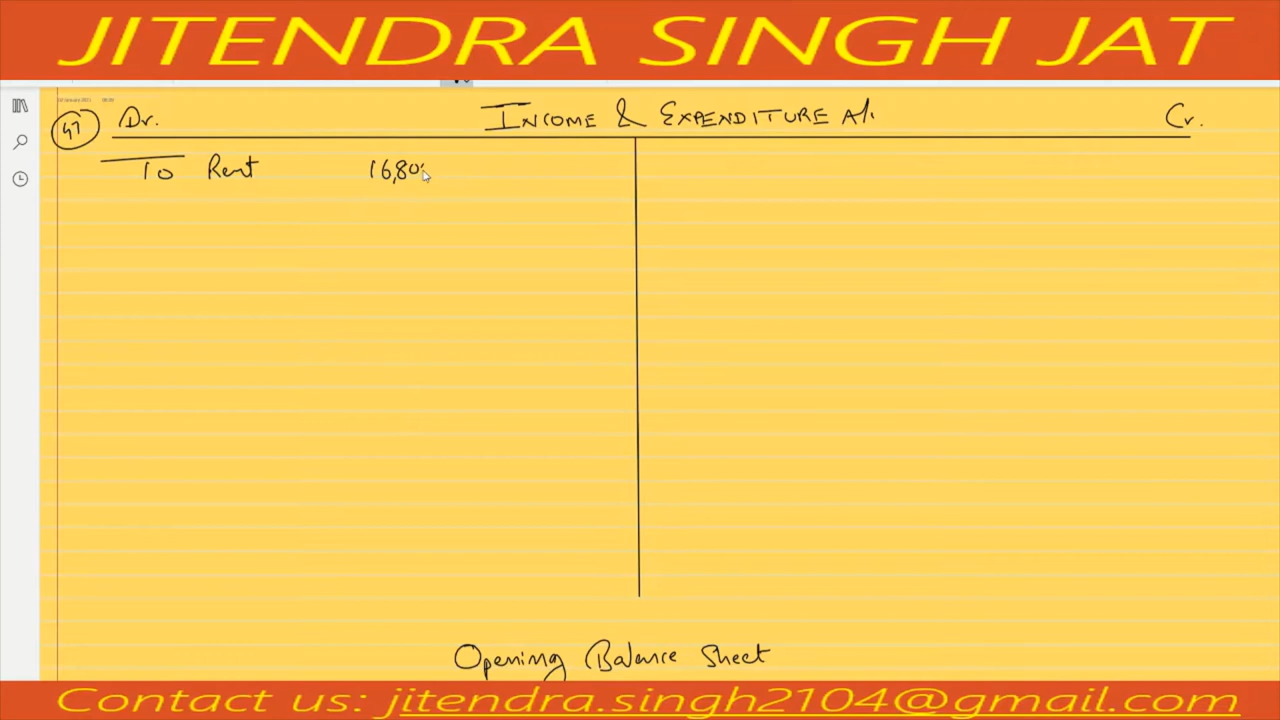 JITENDRA SINGH JAT
47 Dr. INCOME & EXPENDITURE A/c Cr.
To Rent 16,80
Opening Balance Sheet
Contact us: jitendra.singh2104@gmail.com